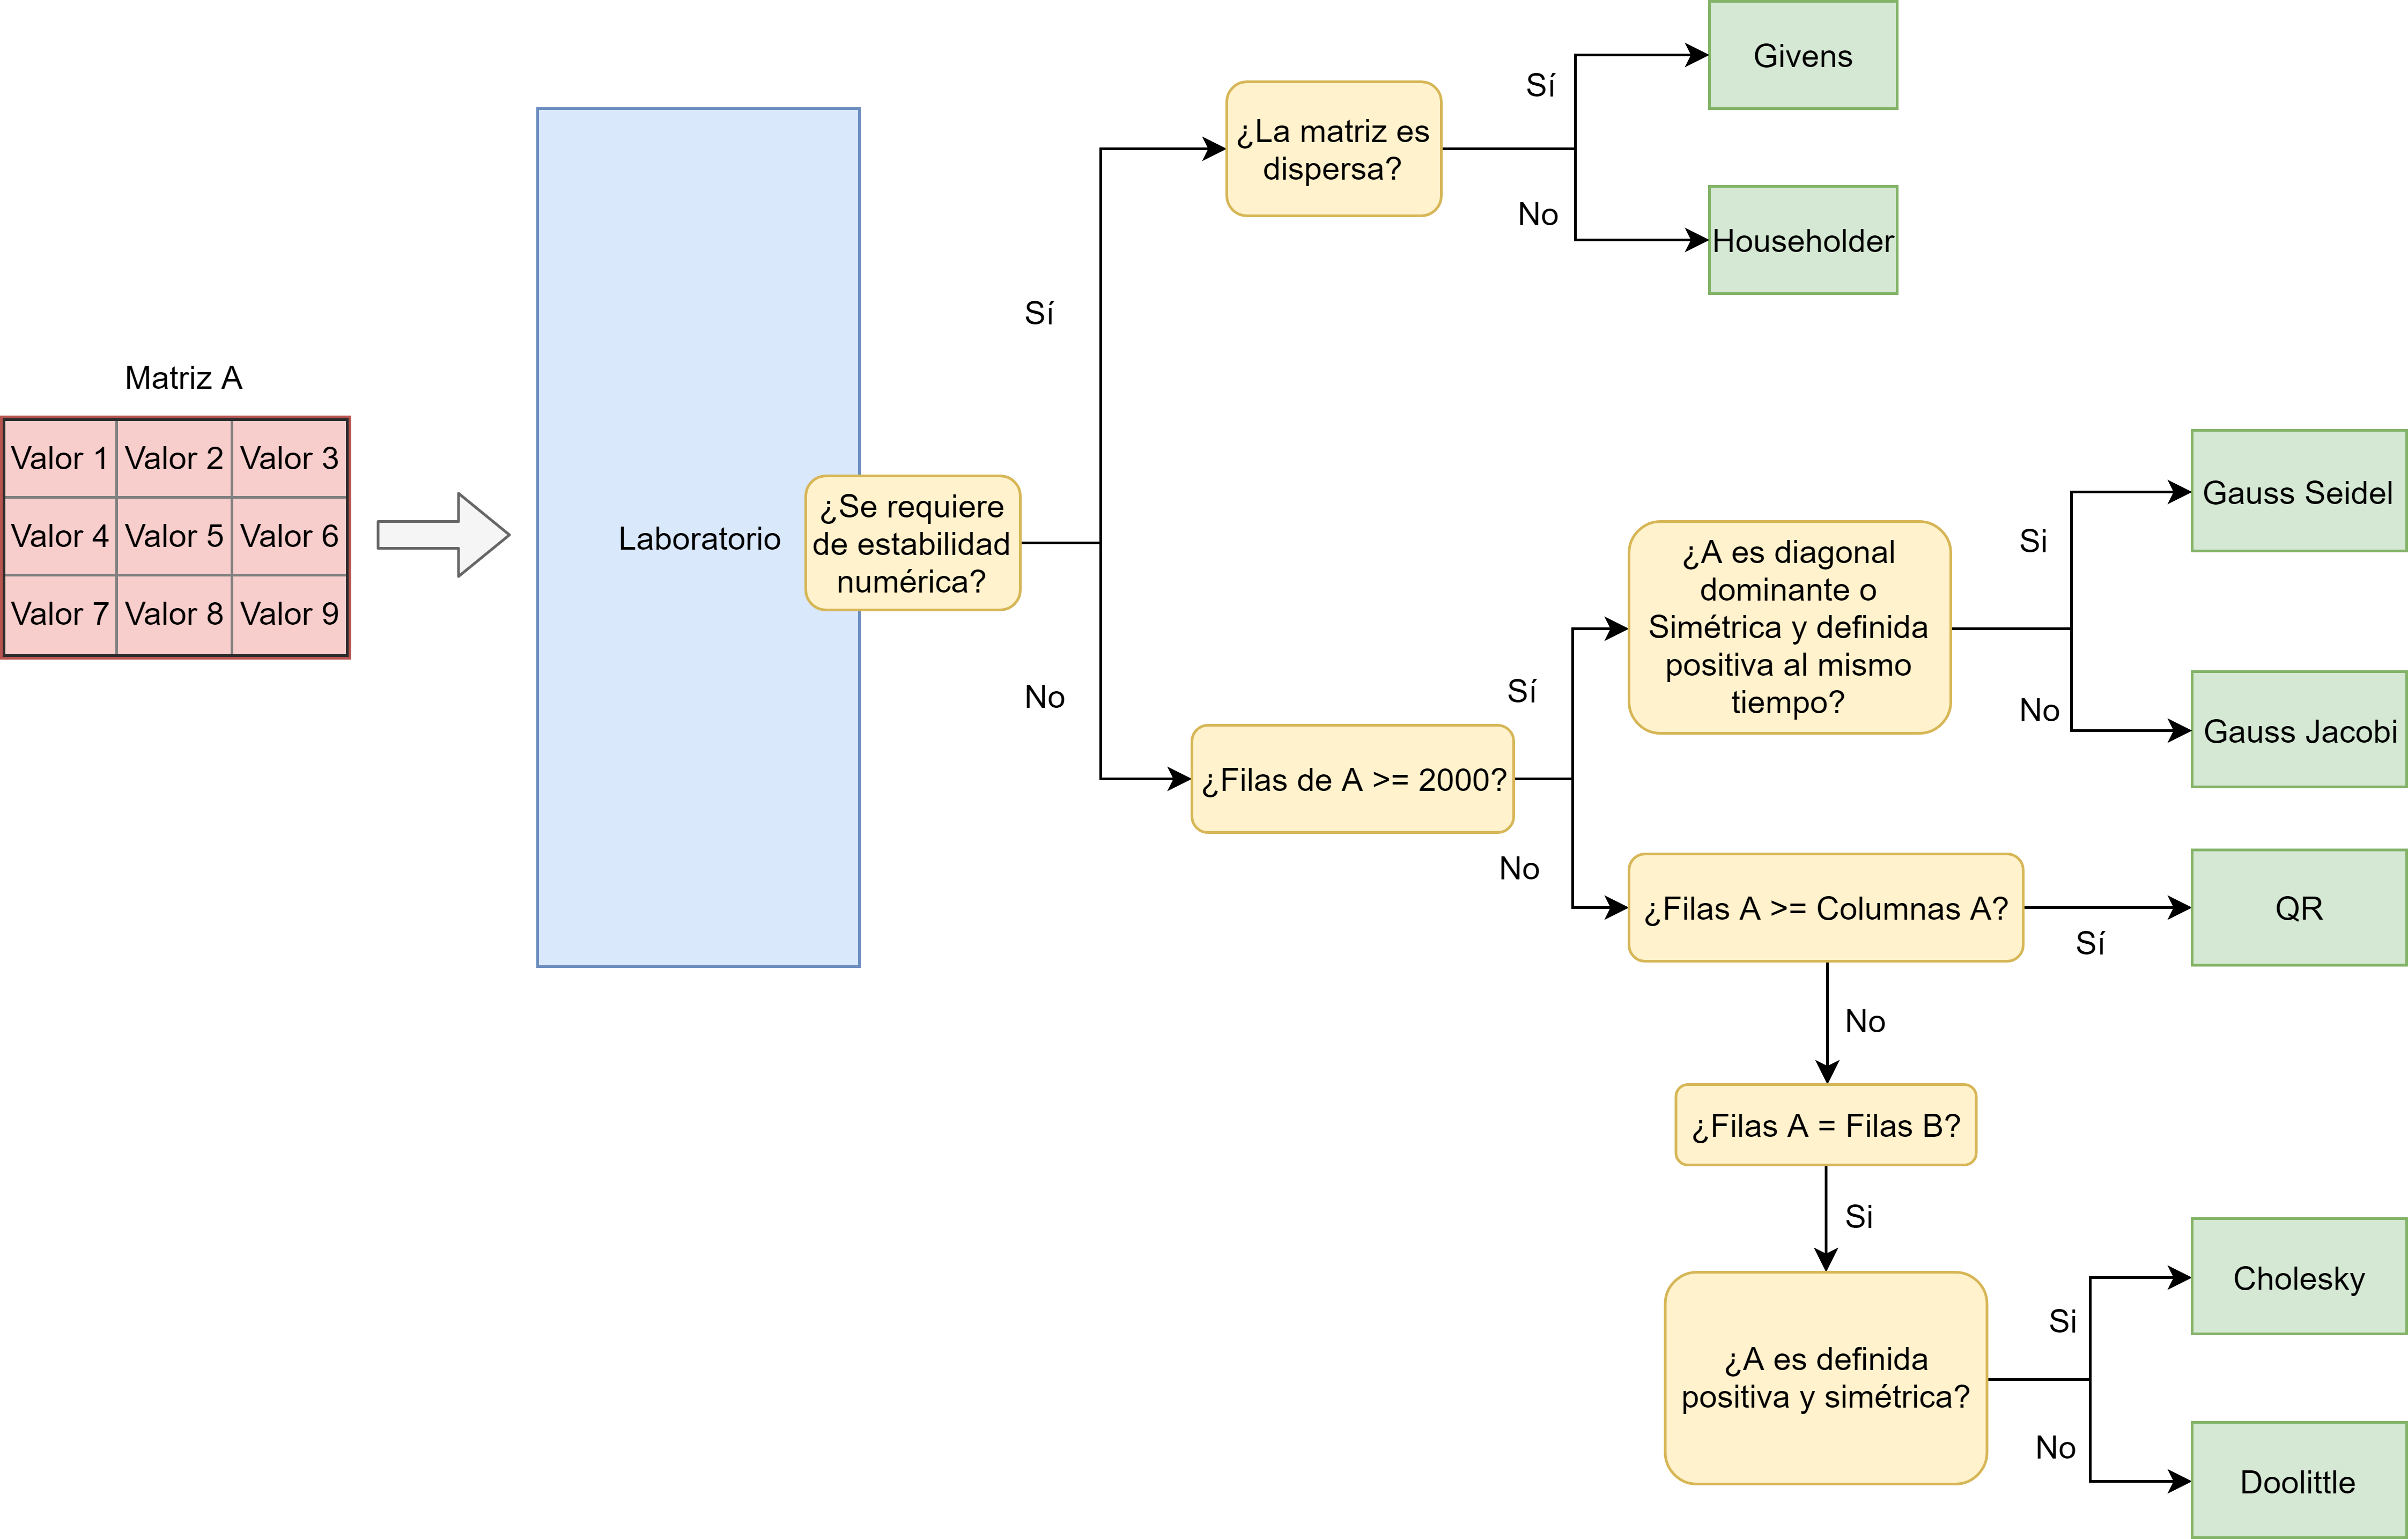 Matriz A
Valor 1 Valor 2 Valor 3
Valor 4 Valor 5 Valor 6
Valor 7 Valor 8 Valor 9
Laboratorio
¿Se requiere
de estabilidad
numérica?
Sí
¿La matriz es
dispersa?
Sí
Givens
No
Householder
No
¿Filas de A >= 2000?
Sí
¿A es diagonal
dominante o
Simétrica y definida
positiva al mismo
tiempo?
Si
Gauss Seidel
No
Gauss Jacobi
No
¿Filas A >= Columnas A?
Sí
QR
No
¿Filas A = Filas B?
Si
¿A es definida
positiva y simétrica?
Si
Cholesky
No
Doolittle